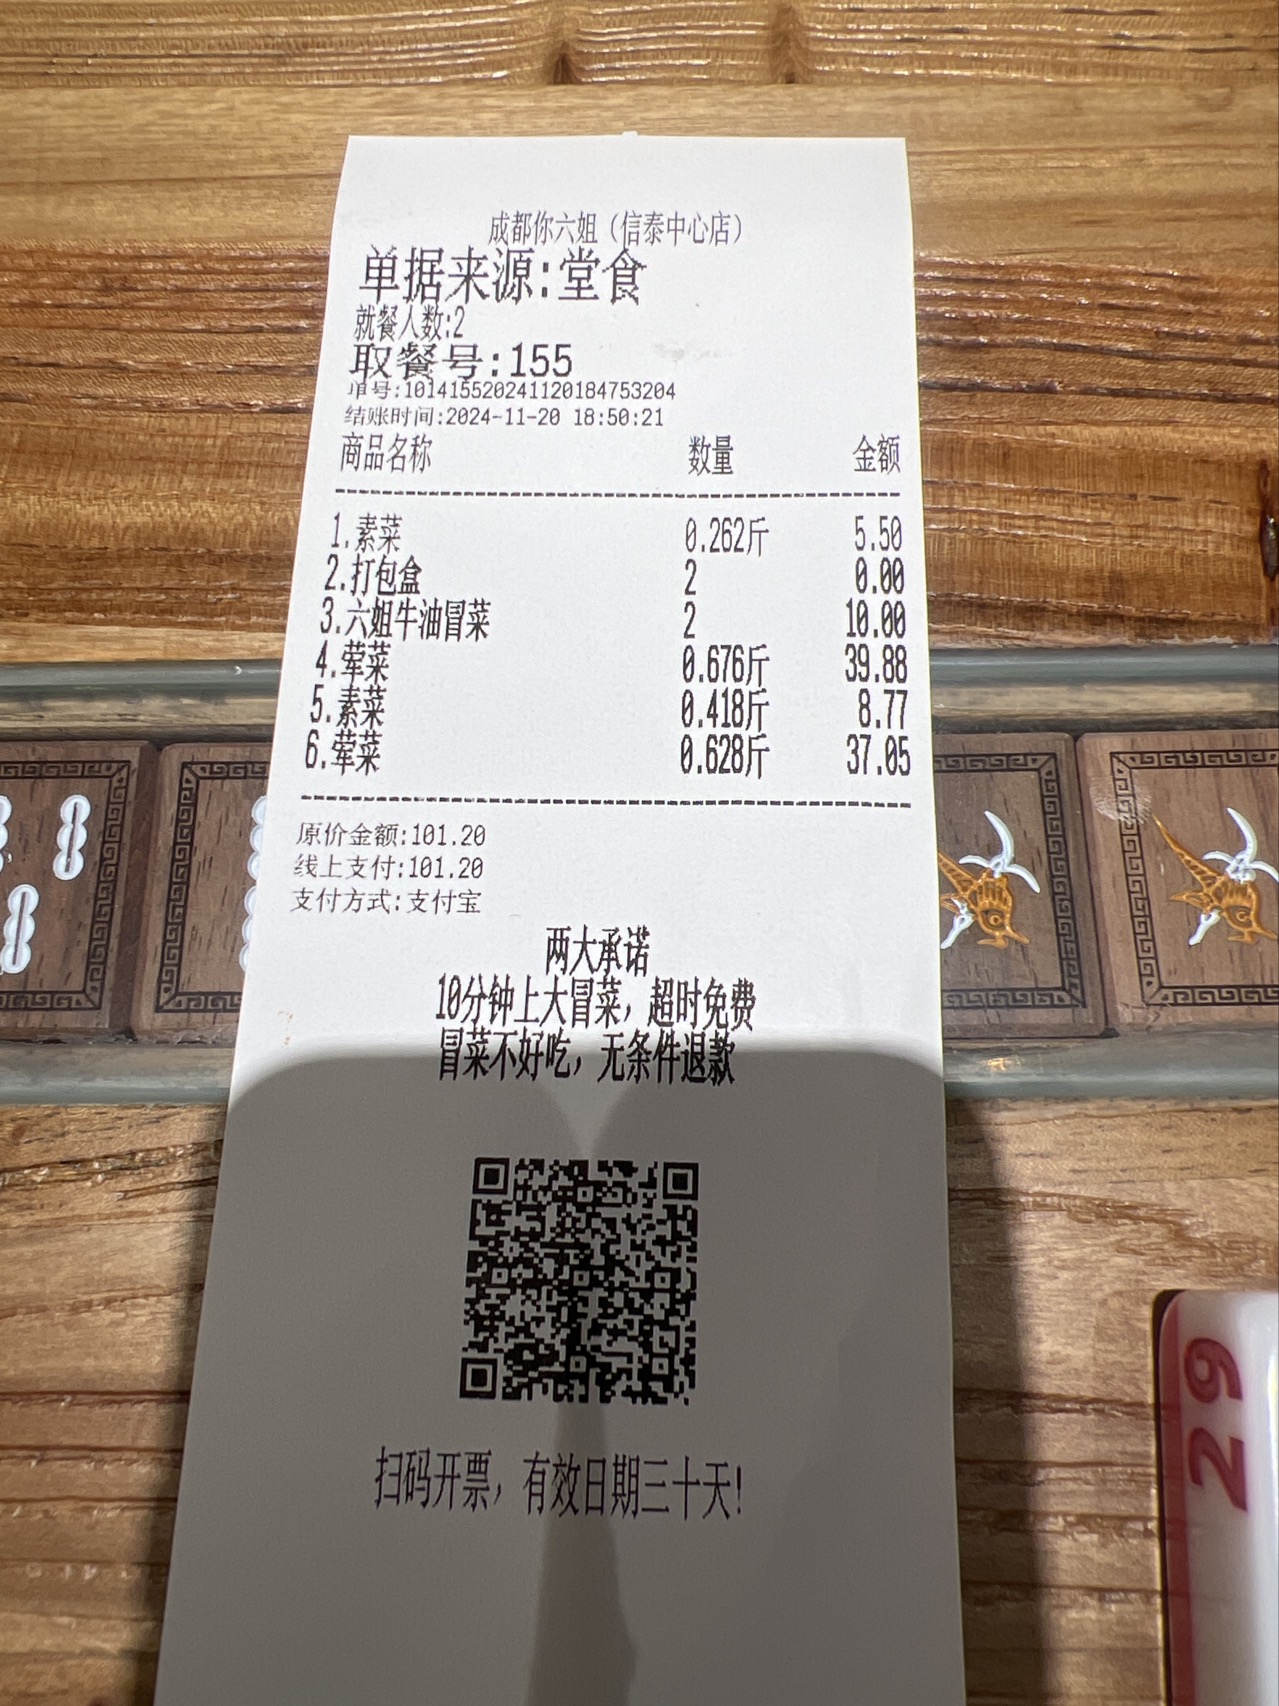 成都你六姐（信泰中心店）
单据来源:堂食
就餐人数:2
取餐号:155
单号:101415520241120184753204
结账时间:2024-11-20 18:50:21
商品名称 数量 金额
1.素菜 0.262斤 5.50
2.打包盒 2 0.00
3.六姐牛油冒菜 2 10.00
4.荤菜 0.676斤 39.88
5.素菜 0.418斤 8.77
6.荤菜 0.628斤 37.05
原价金额:101.20
线上支付:101.20
支付方式:支付宝
两大承诺
10分钟上大冒菜，超时免费
冒菜不好吃，无条件退款
扫码开票，有效日期三十天!
29